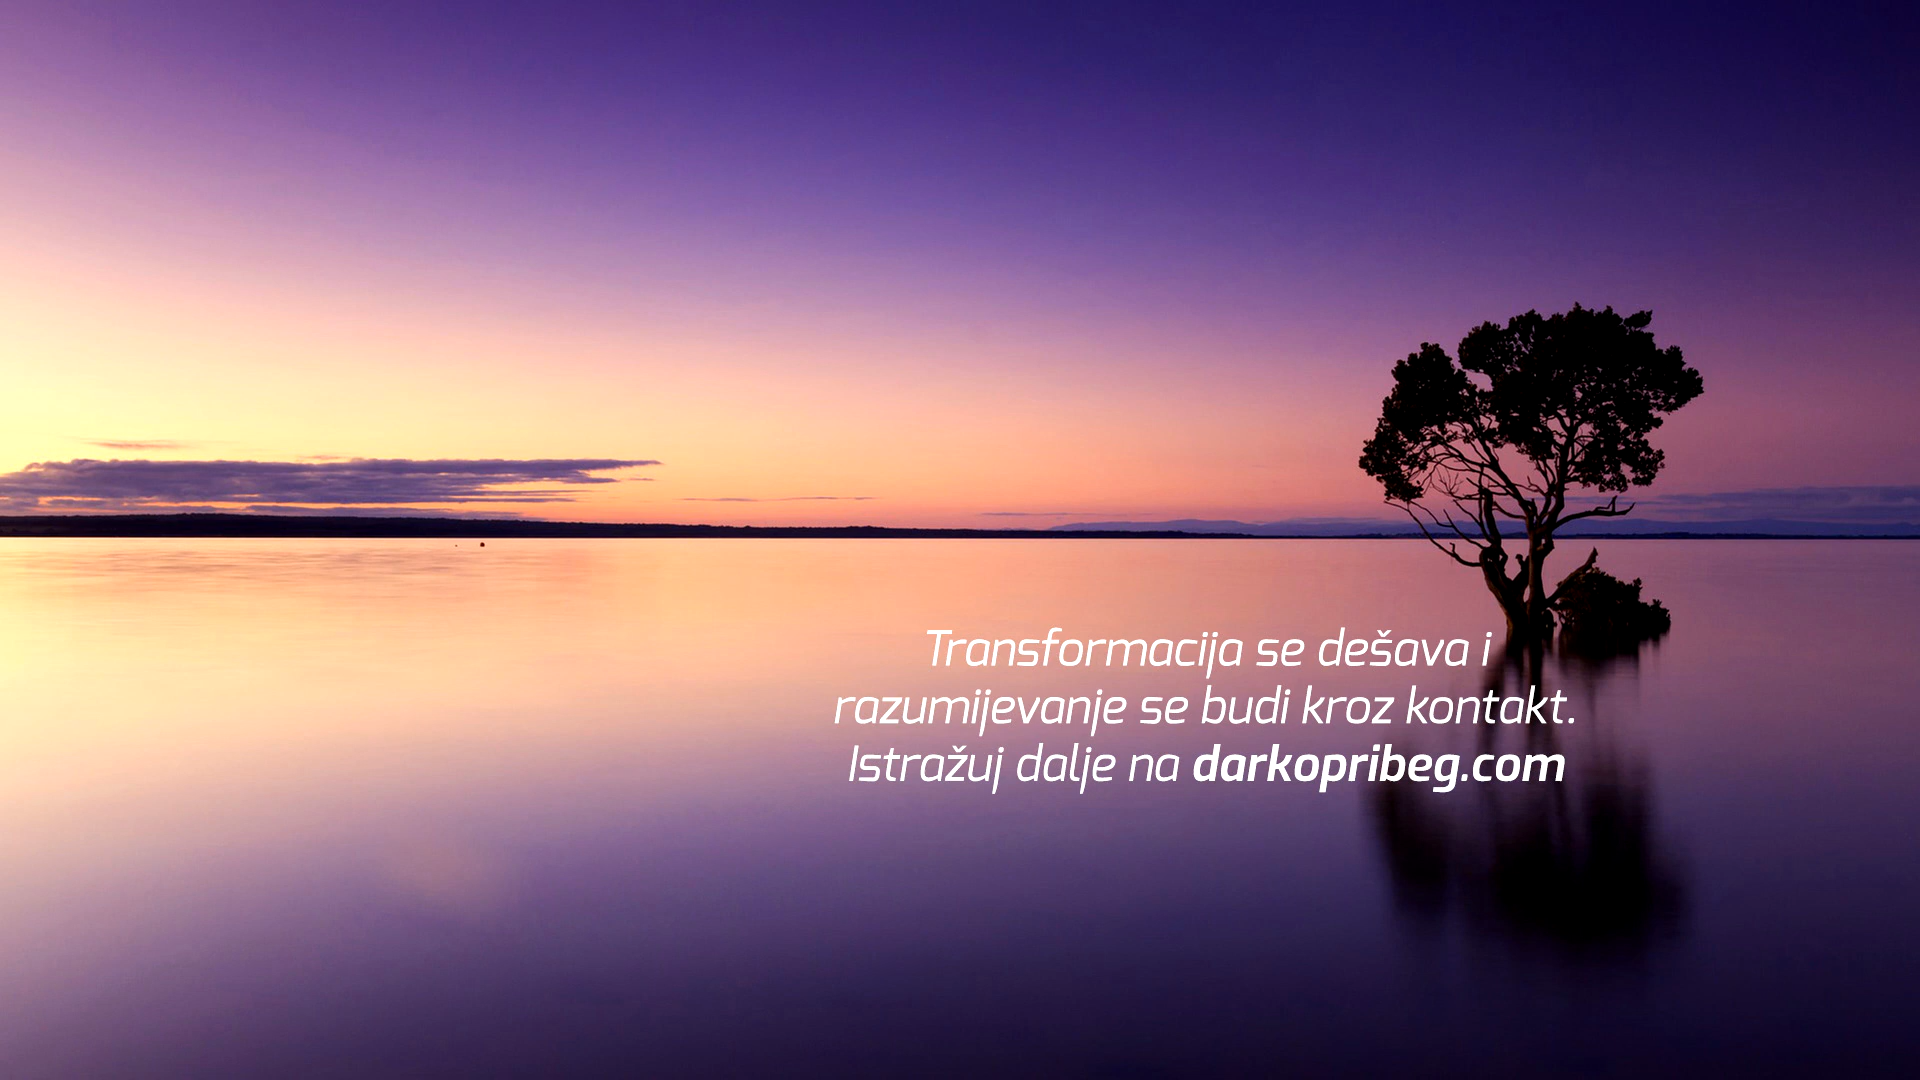 Transformacija se dešava i
razumijevanje se budi kroz kontakt.
Istražuj dalje na darkopribeg.com